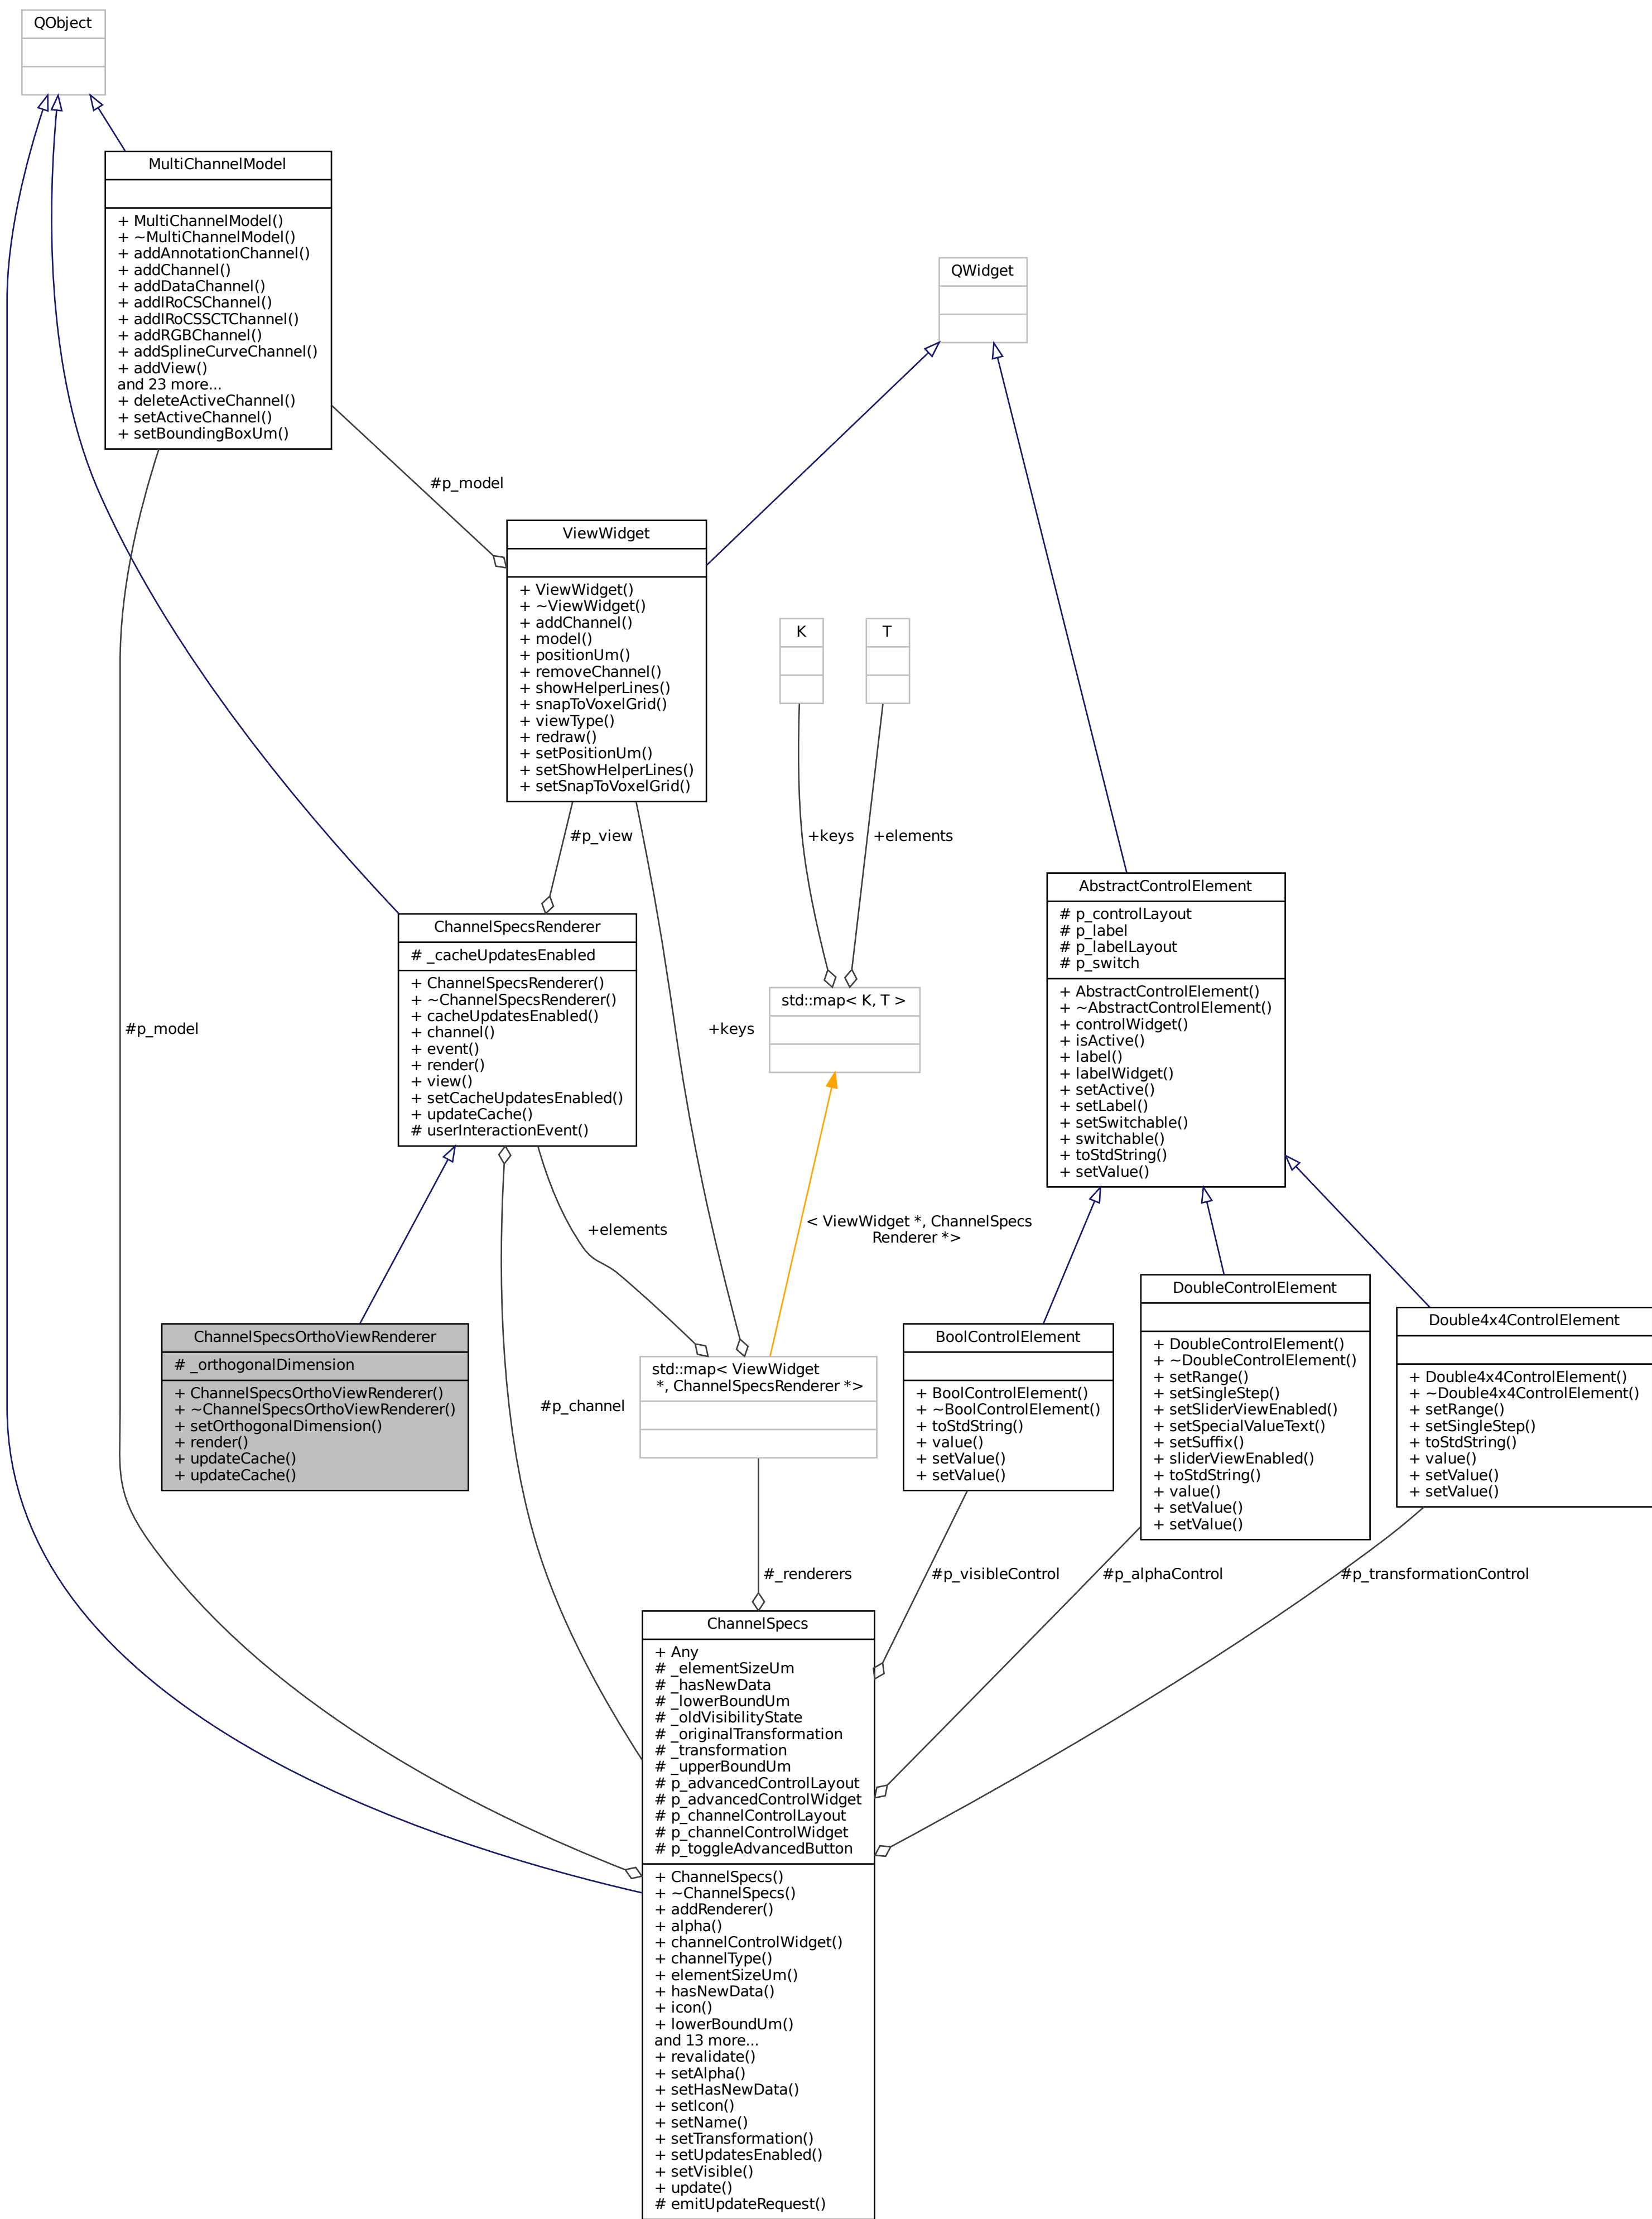 QObject
MultiChannelModel
+ MultiChannelModel()
+ ~MultiChannelModel()
+ addAnnotationChannel()
+ addChannel()
+ addDataChannel()
+ addIRoCSChannel()
+ addIRoCSSCTChannel()
+ addRGBChannel()
+ addSplineCurveChannel()
+ addView()
and 23 more...
+ deleteActiveChannel()
+ setActiveChannel()
+ setBoundingBoxUm()
QWidget
#p_model
ViewWidget
+ ViewWidget()
+ ~ViewWidget()
+ addChannel()
+ model()
+ positionUm()
+ removeChannel()
+ showHelperLines()
+ snapToVoxelGrid()
+ viewType()
+ redraw()
+ setPositionUm()
+ setShowHelperLines()
+ setSnapToVoxelGrid()
K
T
#p_view
+keys
+elements
AbstractControlElement
# p_controlLayout
# p_label
# p_labelLayout
# p_switch
+ AbstractControlElement()
+ ~AbstractControlElement()
+ controlWidget()
+ isActive()
+ label()
+ labelWidget()
+ setActive()
+ setLabel()
+ setSwitchable()
+ switchable()
+ toStdString()
+ setValue()
ChannelSpecsRenderer
# _cacheUpdatesEnabled
+ ChannelSpecsRenderer()
+ ~ChannelSpecsRenderer()
+ cacheUpdatesEnabled()
+ channel()
+ event()
+ render()
+ view()
+ setCacheUpdatesEnabled()
+ updateCache()
# userInteractionEvent()
#p_model
+keys
std::map< K, T >
+elements
< ViewWidget *, ChannelSpecs
Renderer *>
ChannelSpecsOrthoViewRenderer
# _orthogonalDimension
+ ChannelSpecsOrthoViewRenderer()
+ ~ChannelSpecsOrthoViewRenderer()
+ setOrthogonalDimension()
+ render()
+ updateCache()
+ updateCache()
#p_channel
std::map< ViewWidget
*, ChannelSpecsRenderer *>
BoolControlElement
+ BoolControlElement()
+ ~BoolControlElement()
+ toStdString()
+ value()
+ setValue()
+ setValue()
DoubleControlElement
+ DoubleControlElement()
+ ~DoubleControlElement()
+ setRange()
+ setSingleStep()
+ setSliderViewEnabled()
+ setSpecialValueText()
+ setSuffix()
+ sliderViewEnabled()
+ toStdString()
+ value()
+ setValue()
+ setValue()
Double4x4ControlElement
+ Double4x4ControlElement()
+ ~Double4x4ControlElement()
+ setRange()
+ setSingleStep()
+ toStdString()
+ value()
+ setValue()
+ setValue()
#_renderers
#p_visibleControl
#p_alphaControl
#p_transformationControl
ChannelSpecs
+ Any
# _elementSizeUm
# _hasNewData
# _lowerBoundUm
# _oldVisibilityState
# _originalTransformation
# _transformation
# _upperBoundUm
# p_advancedControlLayout
# p_advancedControlWidget
# p_channelControlLayout
# p_channelControlWidget
# p_toggleAdvancedButton
+ ChannelSpecs()
+ ~ChannelSpecs()
+ addRenderer()
+ alpha()
+ channelControlWidget()
+ channelType()
+ elementSizeUm()
+ hasNewData()
+ icon()
+ lowerBoundUm()
and 13 more...
+ revalidate()
+ setAlpha()
+ setHasNewData()
+ setIcon()
+ setName()
+ setTransformation()
+ setUpdatesEnabled()
+ setVisible()
+ update()
# emitUpdateRequest()